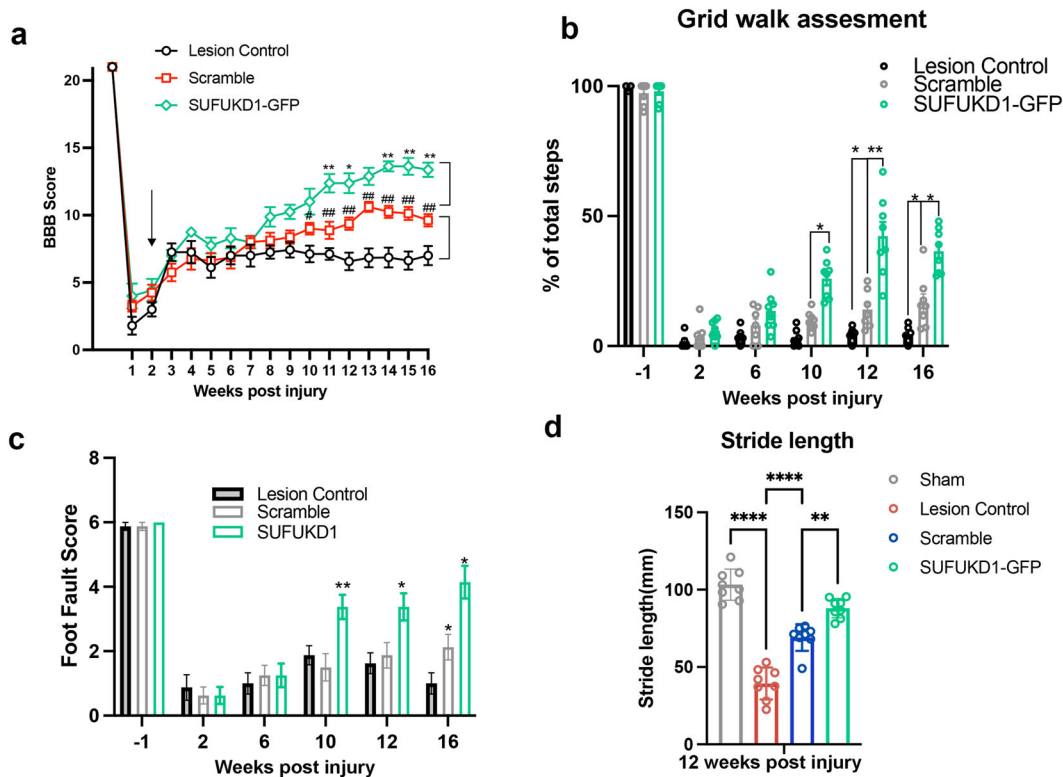 a
Lesion Control
Scramble
SUFUKD1-GFP
BBB Score
20
15
10
5
0
** * ** ** **
# ## ## ## ## ## ##
1 2 3 4 5 6 7 8 9 10 11 12 13 14 15 16
Weeks post injury
b
Grid walk assesment
Lesion Control
Scramble
SUFUKD1-GFP
% of total steps
100
50
0
* * ** * *
-1 2 6 10 12 16
Weeks post injury
c
Lesion Control
Scramble
SUFUKD1
Foot Fault Score
8
6
4
2
0
** * * *
-1 2 6 10 12 16
Weeks post injury
d
Stride length
Sham
Lesion Control
Scramble
SUFUKD1-GFP
Stride length(mm)
150
100
50
0
****
**** **
12 weeks post injury